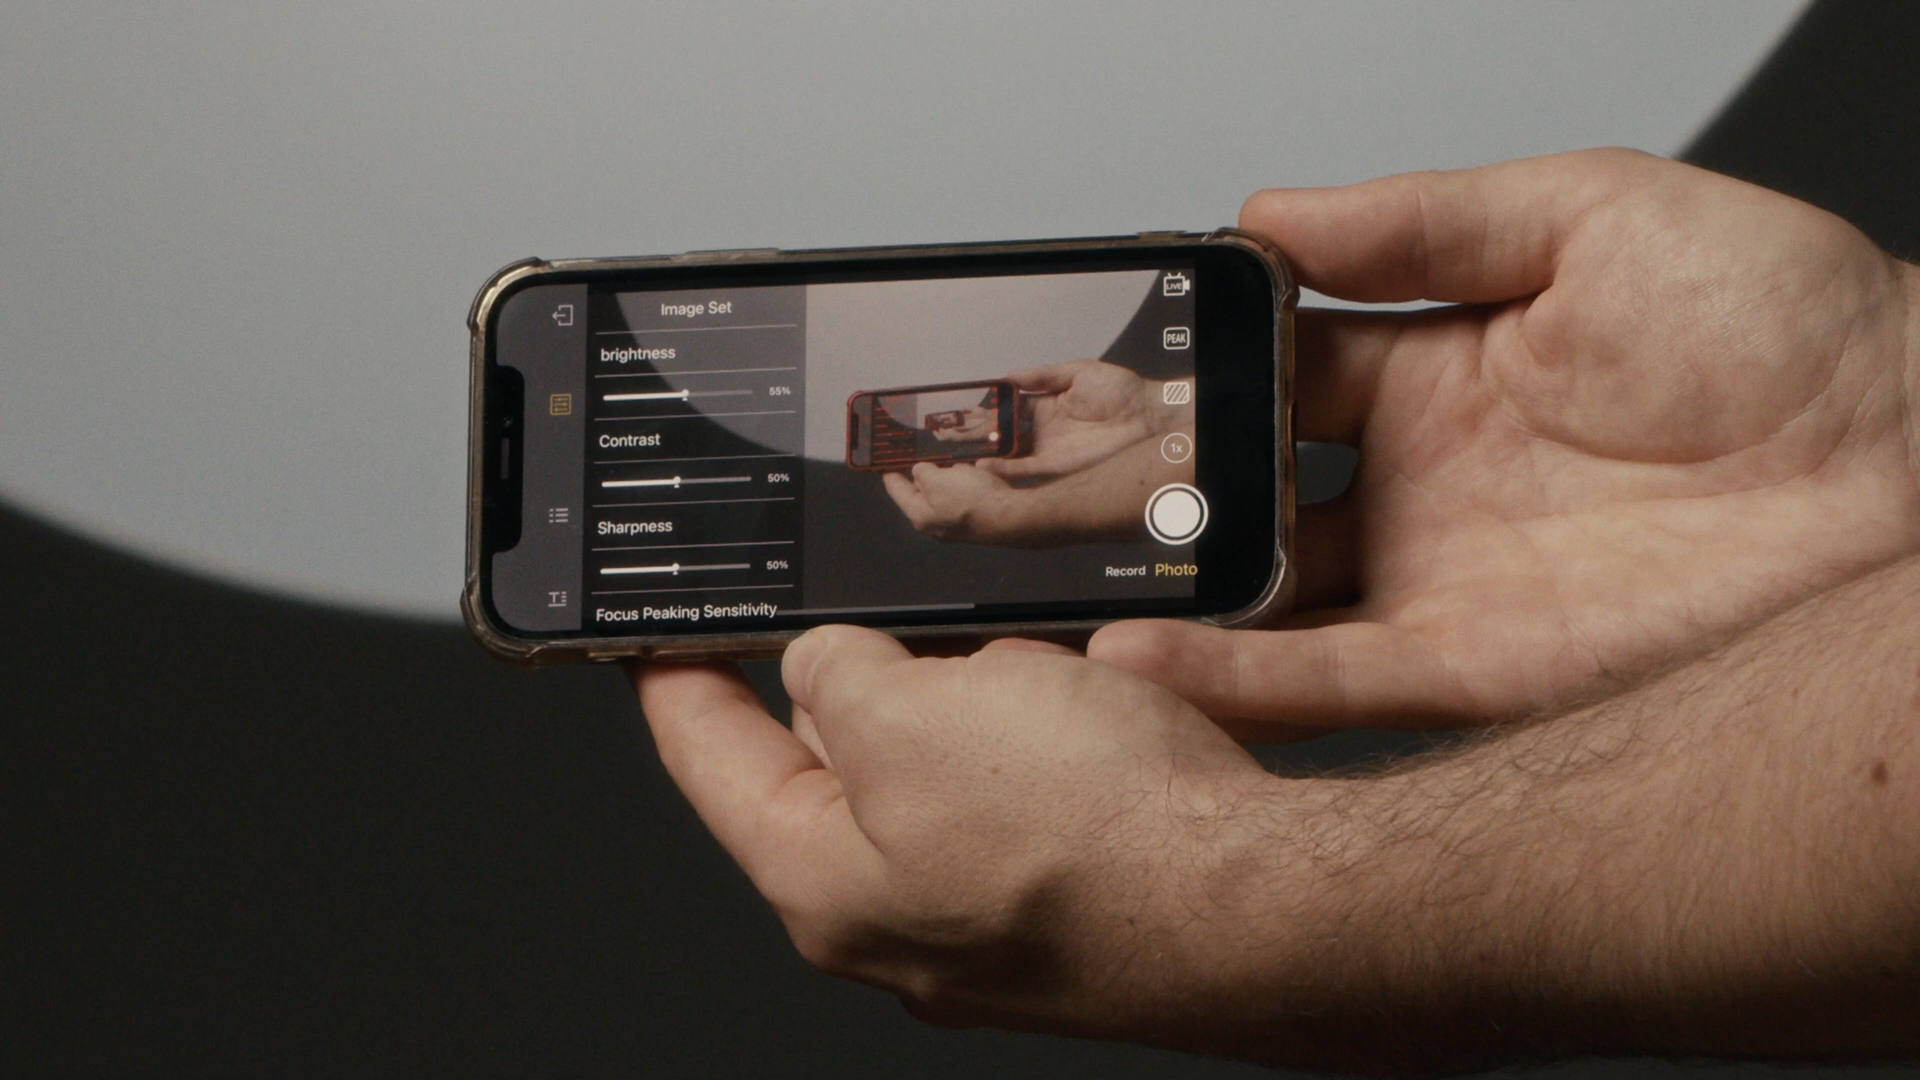 Image Set
brightness
55%
Contrast
50%
Sharpness
50%
Focus Peaking Sensitivity
LIVE
PEAK
1x
Record Photo